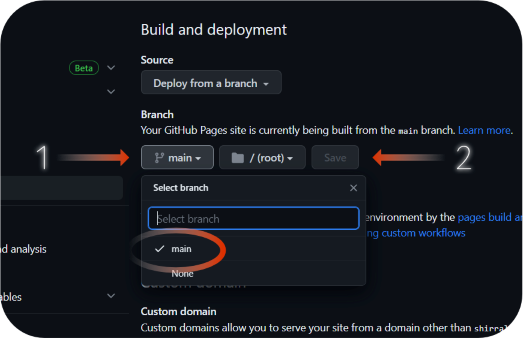 Build and deployment
Source
Beta
Deploy from a branch
Branch
Your GitHub Pages site is currently being built from the main branch. Learn more.
1
main
/ (root)
Save
2
Select branch
Select branch
environment by the pages build
custom workflows
main
nd analysis
None
ables
Custom domain
Custom domains allow you to serve your site from a domain other than